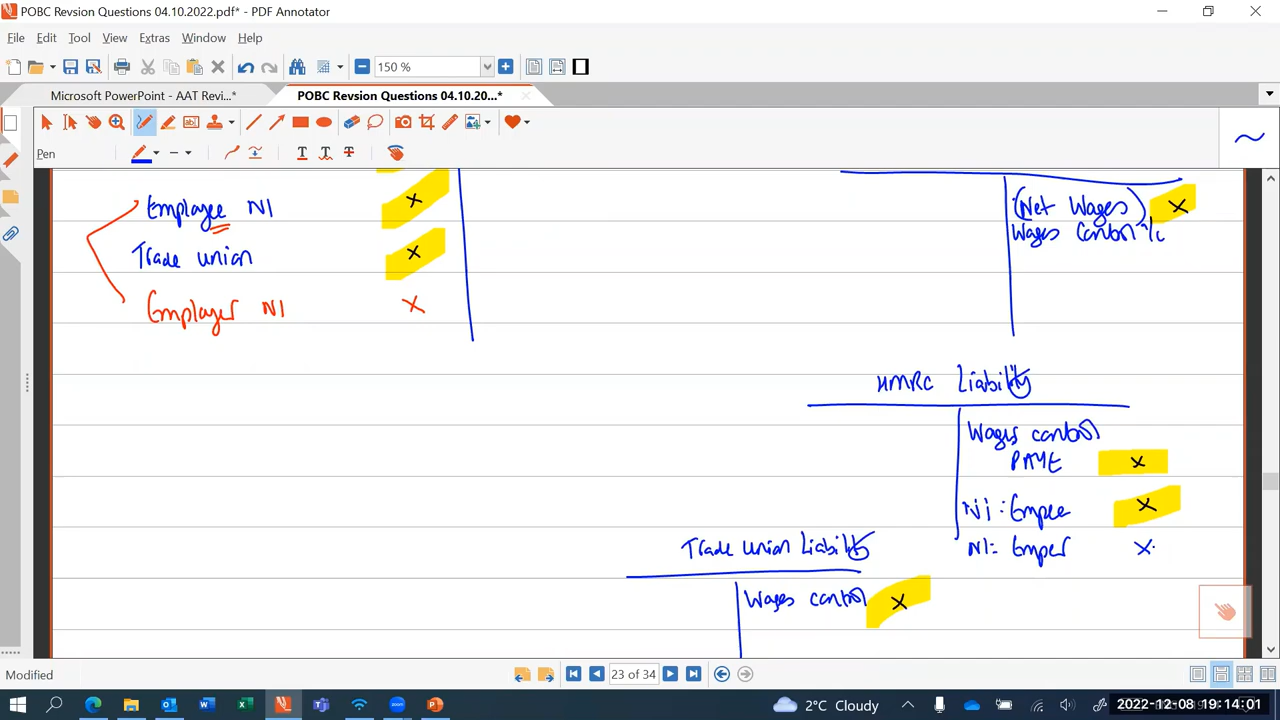 POBC Revsion Questions 04.10.2022.pdf* - PDF Annotator
File Edit Tool View Extras Window Help
150 %
Microsoft PowerPoint - AAT Revi...*
POBC Revsion Questions 04.10.20...*
Pen
Employee NI X
Trade union X
Employer NI X
(Net Wages) X
Wages Control a/c
HMRC Liability
Wages control
PAYE X
NI: Empee X
NI: Emper X
Trade Union Liability
Wages control X
Modified
23 of 34
2°C Cloudy
2022-12-08 19:14:01